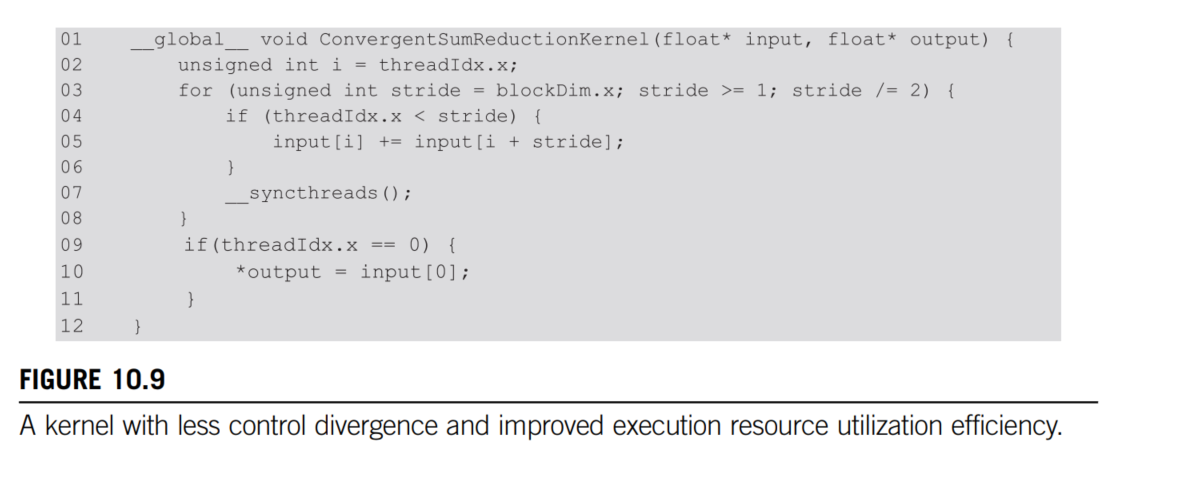 01 __global__ void ConvergentSumReductionKernel(float* input, float* output) {
02 unsigned int i = threadIdx.x;
03 for (unsigned int stride = blockDim.x; stride >= 1; stride /= 2) {
04 if (threadIdx.x < stride) {
05 input[i] += input[i + stride];
06 }
07 __syncthreads();
08 }
09 if(threadIdx.x == 0) {
10 *output = input[0];
11 }
12 }
FIGURE 10.9
A kernel with less control divergence and improved execution resource utilization efficiency.